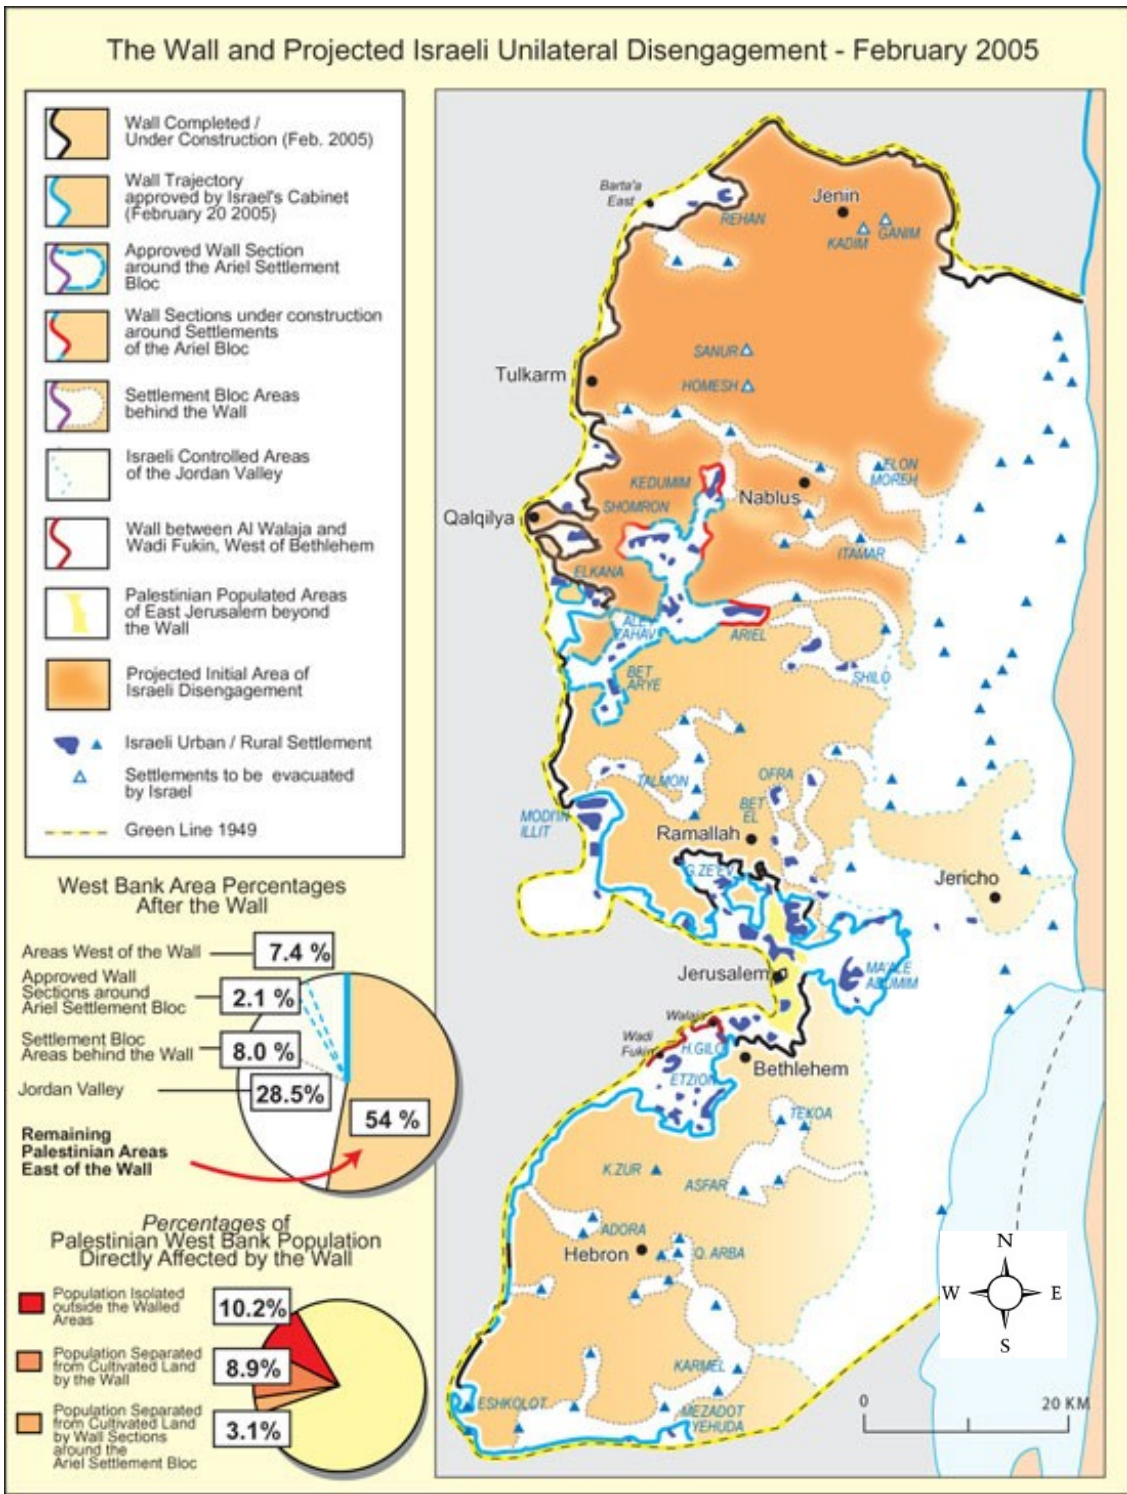 The Wall and Projected Israeli Unilateral Disengagement - February 2005
Wall Completed /
Under Construction (Feb. 2005)
Wall Trajectory
approved by Israel's Cabinet
(February 20 2005)
Approved Wall Section
around the Ariel Settlement
Bloc
Wall Sections under construction
around Settlements
of the Ariel Bloc
Settlement Bloc Areas
behind the Wall
Israeli Controlled Areas
of the Jordan Valley
Wall between Al Walaja and
Wadi Fukin, West of Bethlehem
Palestinian Populated Areas
of East Jerusalem beyond
the Wall
Projected Initial Area of
Israeli Disengagement
Israeli Urban / Rural Settlement
Settlements to be evacuated
by Israel
Green Line 1949
West Bank Area Percentages
After the Wall
Areas West of the Wall
7.4 %
Approved Wall
Sections around
Ariel Settlement Bloc
2.1 %
Settlement Bloc
Areas behind the Wall
8.0 %
Jordan Valley
28.5%
54 %
Remaining
Palestinian Areas
East of the Wall
Percentages of
Palestinian West Bank Population
Directly Affected by the Wall
Population Isolated
outside the Walled
Areas
10.2%
Population Separated
from Cultivated Land
by the Wall
8.9%
Population Separated
from Cultivated Land
by Wall Sections
around the
Ariel Settlement Bloc
3.1%
Barta'a
East
REHAN
Jenin
KADIM
GANIM
SANUR
HOMESH
Tulkarm
KEDUMIM
Nablus
ELON
MOREH
SHOMRON
Qalqilya
ITAMAR
ELKANA
ALEY
ZAHAV
ARIEL
BET
ARYE
SHILO
TALMON
OFRA
BET
EL
MODI'IN
ILLIT
Ramallah
G.ZE'EV
Jericho
Jerusalem
MA'ALE
ADUMIM
Walaja
Wadi
Fukin
H.GILO
Bethlehem
ETZION
TEKOA
K.ZUR
ASFAR
ADORA
Hebron
Q. ARBA
KARMEL
ESHKOLOT
MEZADOT
YEHUDA
N
W
E
S
0
20 KM